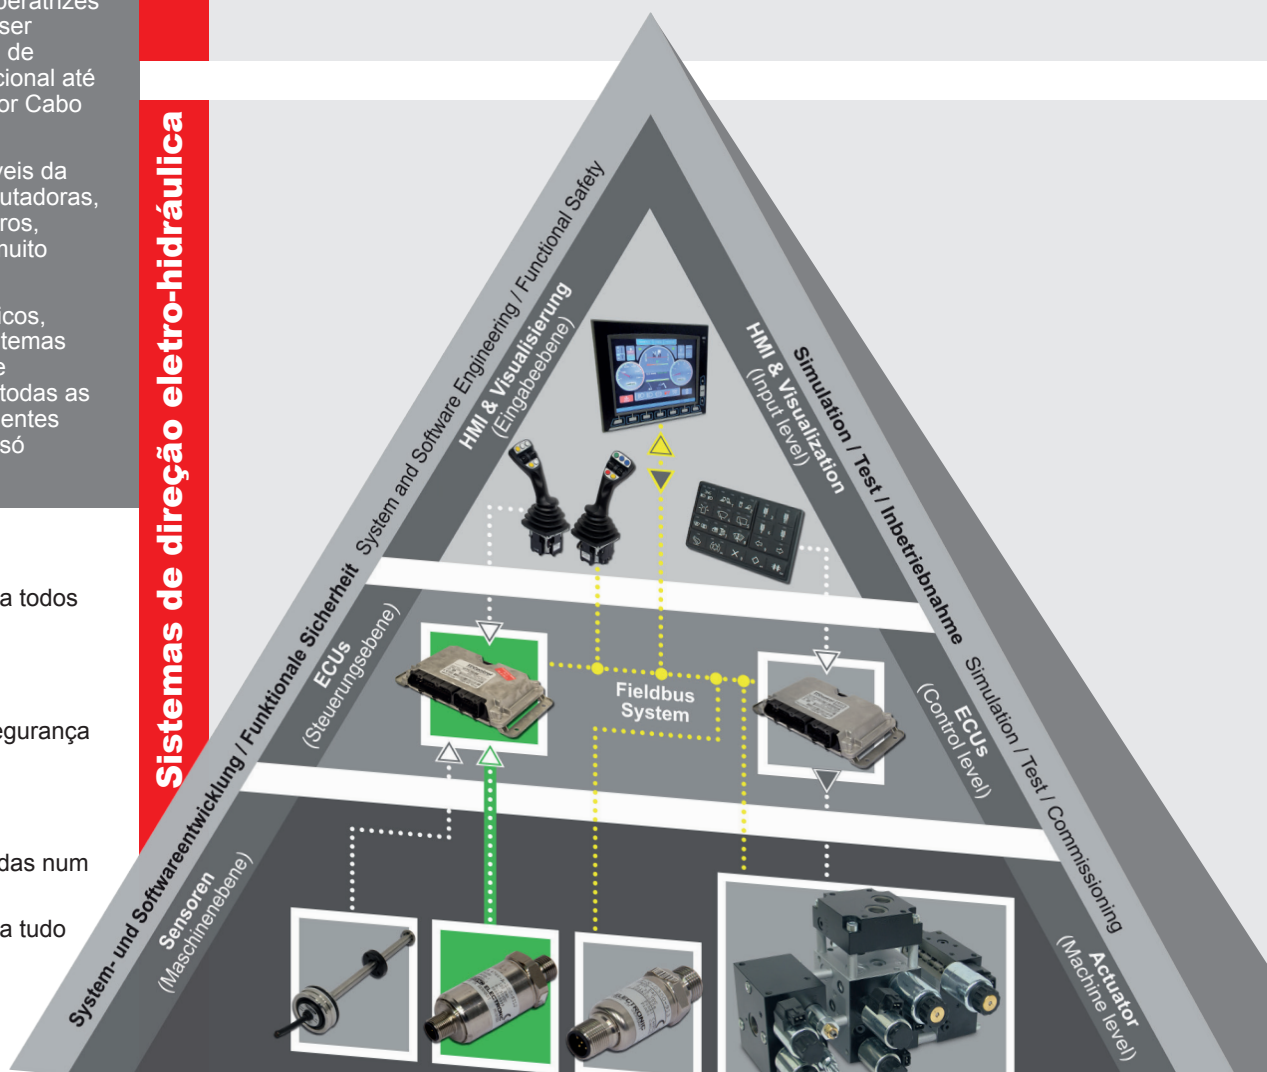 ser
de
cional até
or Cabo
veis da
utadoras,
ros,
muito
icos,
temas
e
todas as
entes
só
a todos
egurança
das num
a tudo
Sistemas de direção eletro-hidráulica
System- und Softwareentwicklung / Funktionale Sicherheit System and Software Engineering / Functional Safety
HMI & Visualisierung
(Eingabeebene)
HMI & Visualization
(Input level)
Simulation / Test / Inbetriebnahme Simulation / Test / Commissioning
ECUs
(Steuerungsebene)
Fieldbus
System
ECUs
(Control level)
Sensoren
(Maschinenebene)
Actuator
(Machine level)
ELECTRONIC